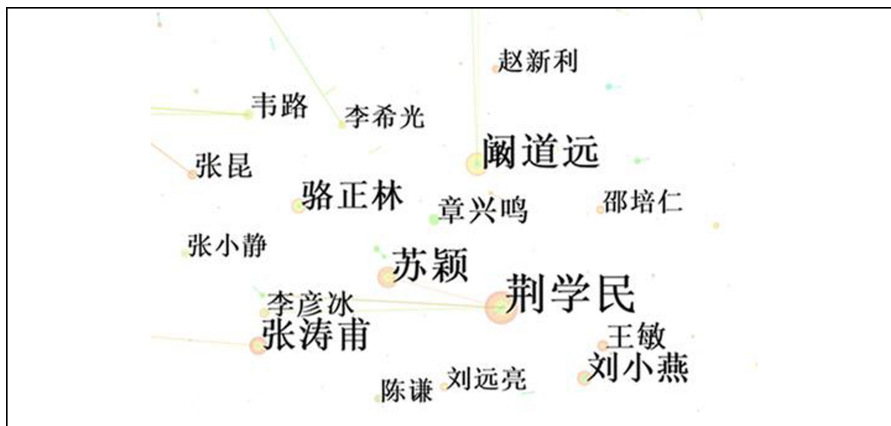 赵新利
韦路
李希光
阚道远
张昆
骆正林
章兴鸣
邵培仁
张小静
苏颖
荆学民
李彦冰
张涛甫
王敏
刘小燕
刘远亮
陈谦